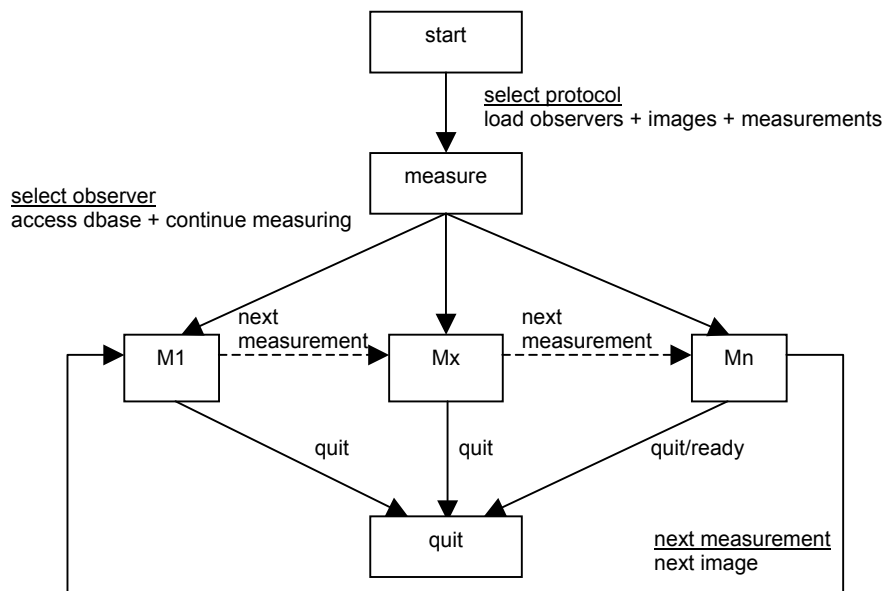 start
select protocol
load observers + images + measurements
measure
select observer
access dbase + continue measuring
next
measurement
next
measurement
M1
Mx
Mn
quit
quit
quit/ready
quit
next measurement
next image